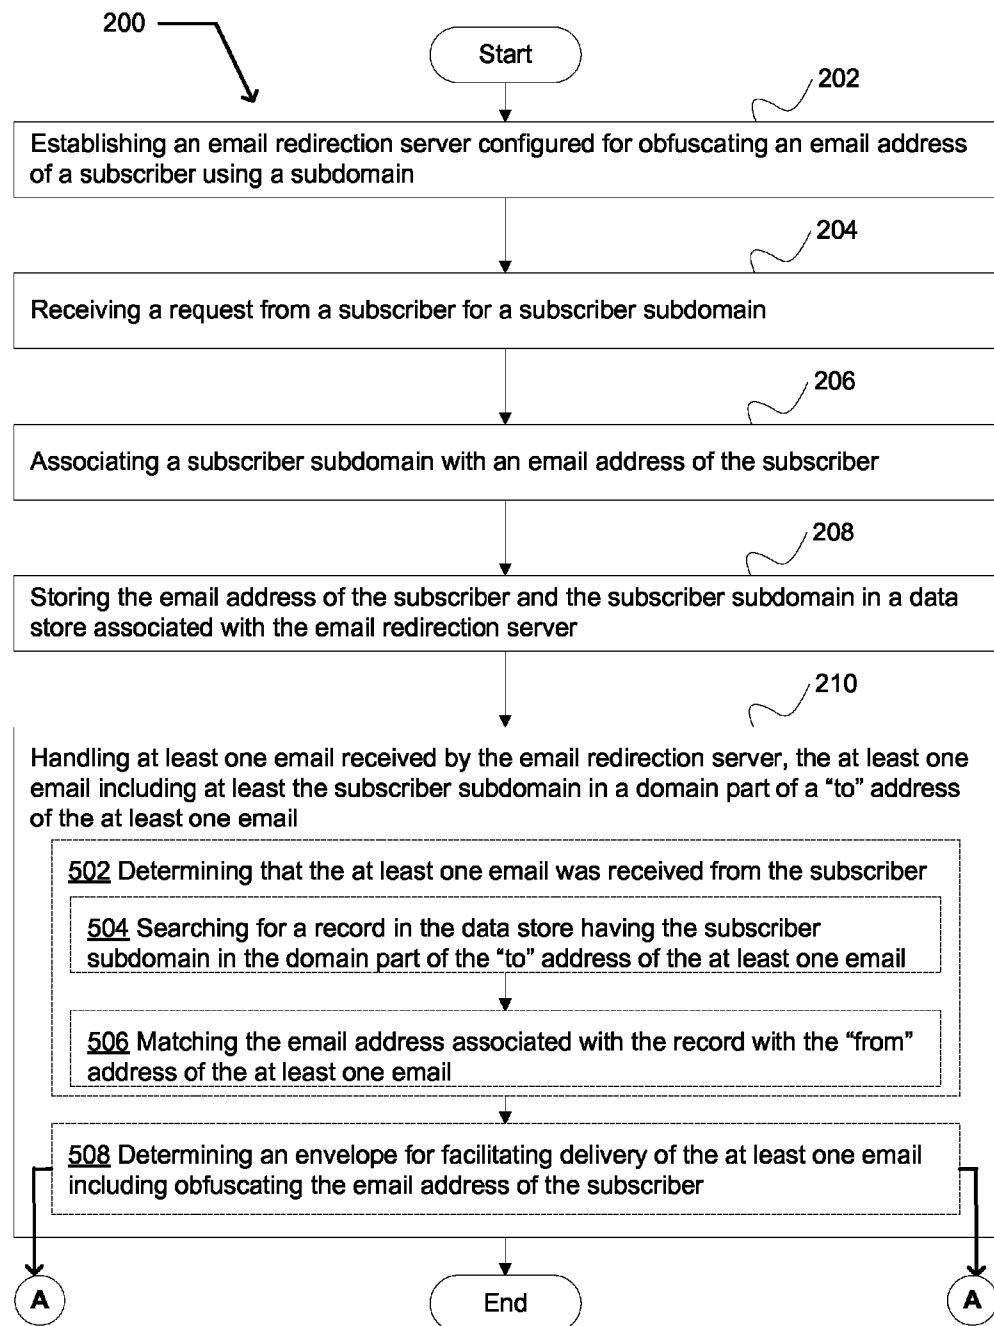 200
Start
202
Establishing an email redirection server configured for obfuscating an email address
of a subscriber using a subdomain
204
Receiving a request from a subscriber for a subscriber subdomain
206
Associating a subscriber subdomain with an email address of the subscriber
208
Storing the email address of the subscriber and the subscriber subdomain in a data
store associated with the email redirection server
210
Handling at least one email received by the email redirection server, the at least one
email including at least the subscriber subdomain in a domain part of a “to” address
of the at least one email
502 Determining that the at least one email was received from the subscriber
504 Searching for a record in the data store having the subscriber
subdomain in the domain part of the “to” address of the at least one email
506 Matching the email address associated with the record with the “from”
address of the at least one email
508 Determining an envelope for facilitating delivery of the at least one email
including obfuscating the email address of the subscriber
A
End
A